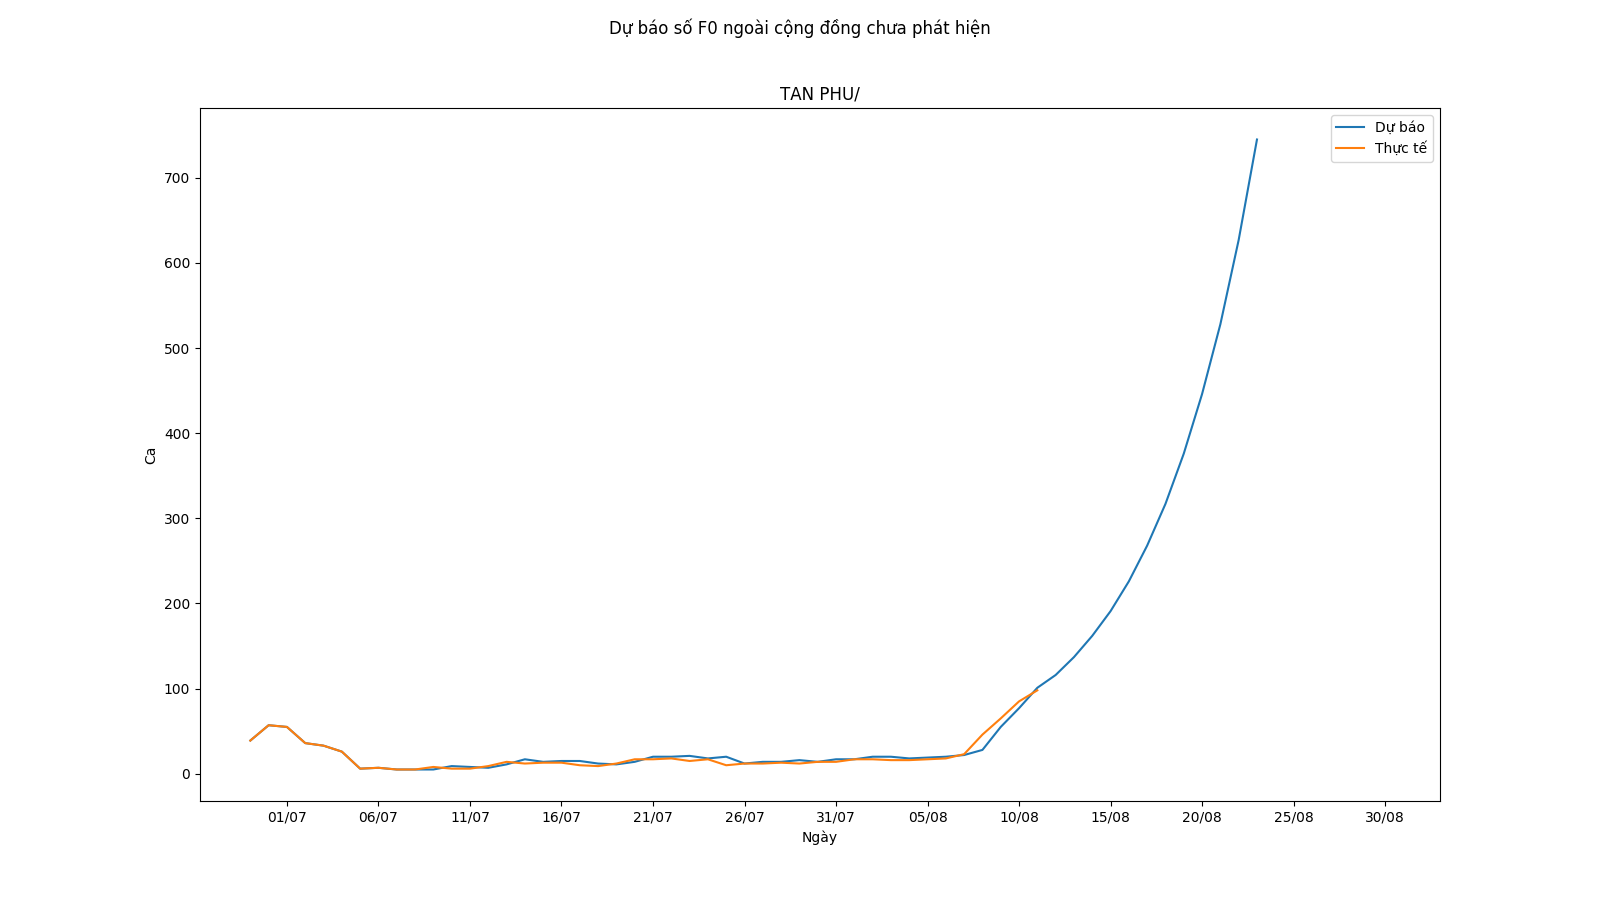 Dự báo số F0 ngoài cộng đồng chưa phát hiện
TAN PHU/
Dự báo
Thực tế
700
600
500
400
300
200
100
0
Ca
01/07 06/07 11/07 16/07 21/07 26/07 31/07 05/08 10/08 15/08 20/08 25/08 30/08
Ngày